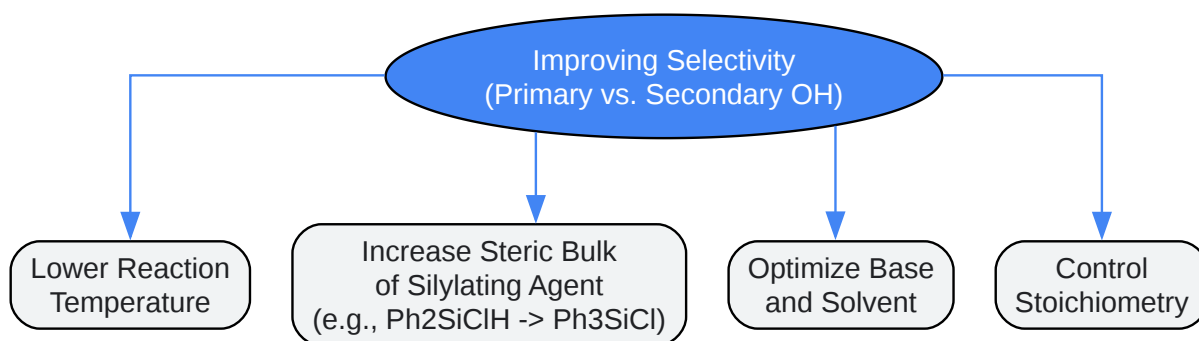 Improving Selectivity
(Primary vs. Secondary OH)
Lower Reaction
Temperature
Increase Steric Bulk
of Silylating Agent
(e.g., Ph2SiClH -> Ph3SiCl)
Optimize Base
and Solvent
Control
Stoichiometry